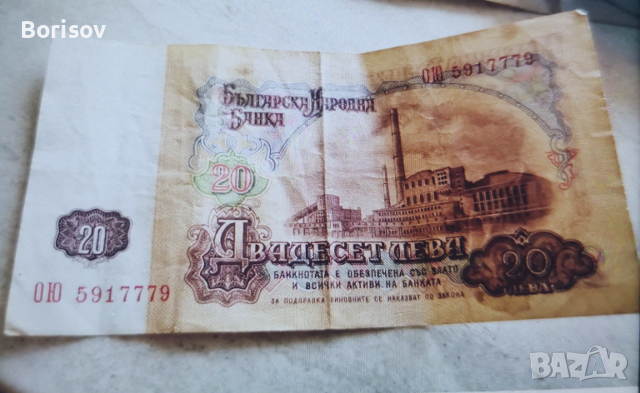 Borisov
ОЮ 5917779
БЪЛГАРСКА НАРОДНА
БАНКА
20
20
ДВАДЕСЕТ ЛЕВА
20
ЛЕВА
БАНКНОТАТА Е ОБЕЗПЕЧЕНА СЪС ЗЛАТО
И ВСИЧКИ АКТИВИ НА БАНКАТА
ОЮ 5917779
ЗА ПОДПРАВКА ВИНОВНИТЕ СЕ НАКАЗВАТ ПО ЗАКОНА
BAZAR